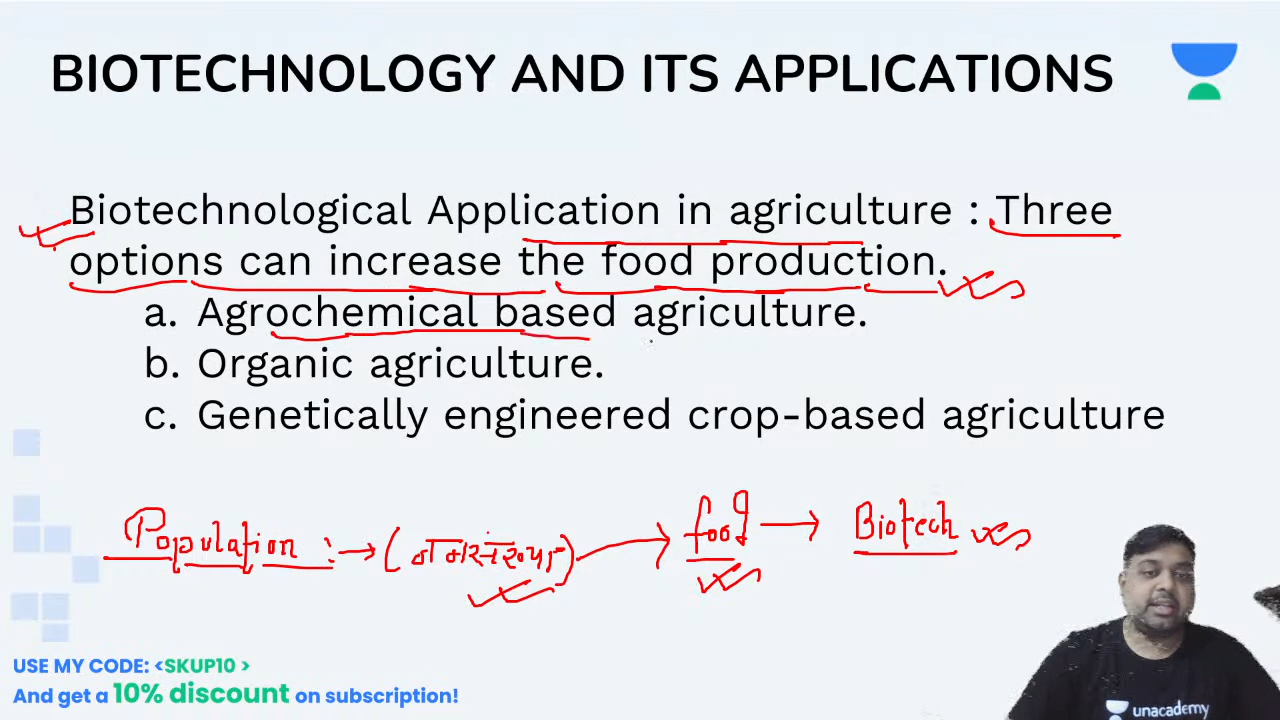 BIOTECHNOLOGY AND ITS APPLICATIONS
Biotechnological Application in agriculture : Three
options can increase the food production.
a. Agrochemical based agriculture.
b. Organic agriculture.
c. Genetically engineered crop-based agriculture
Population : → ( ) → food → Biotech
USE MY CODE: <SKUP10 >
And get a 10% discount on subscription!
unacademy